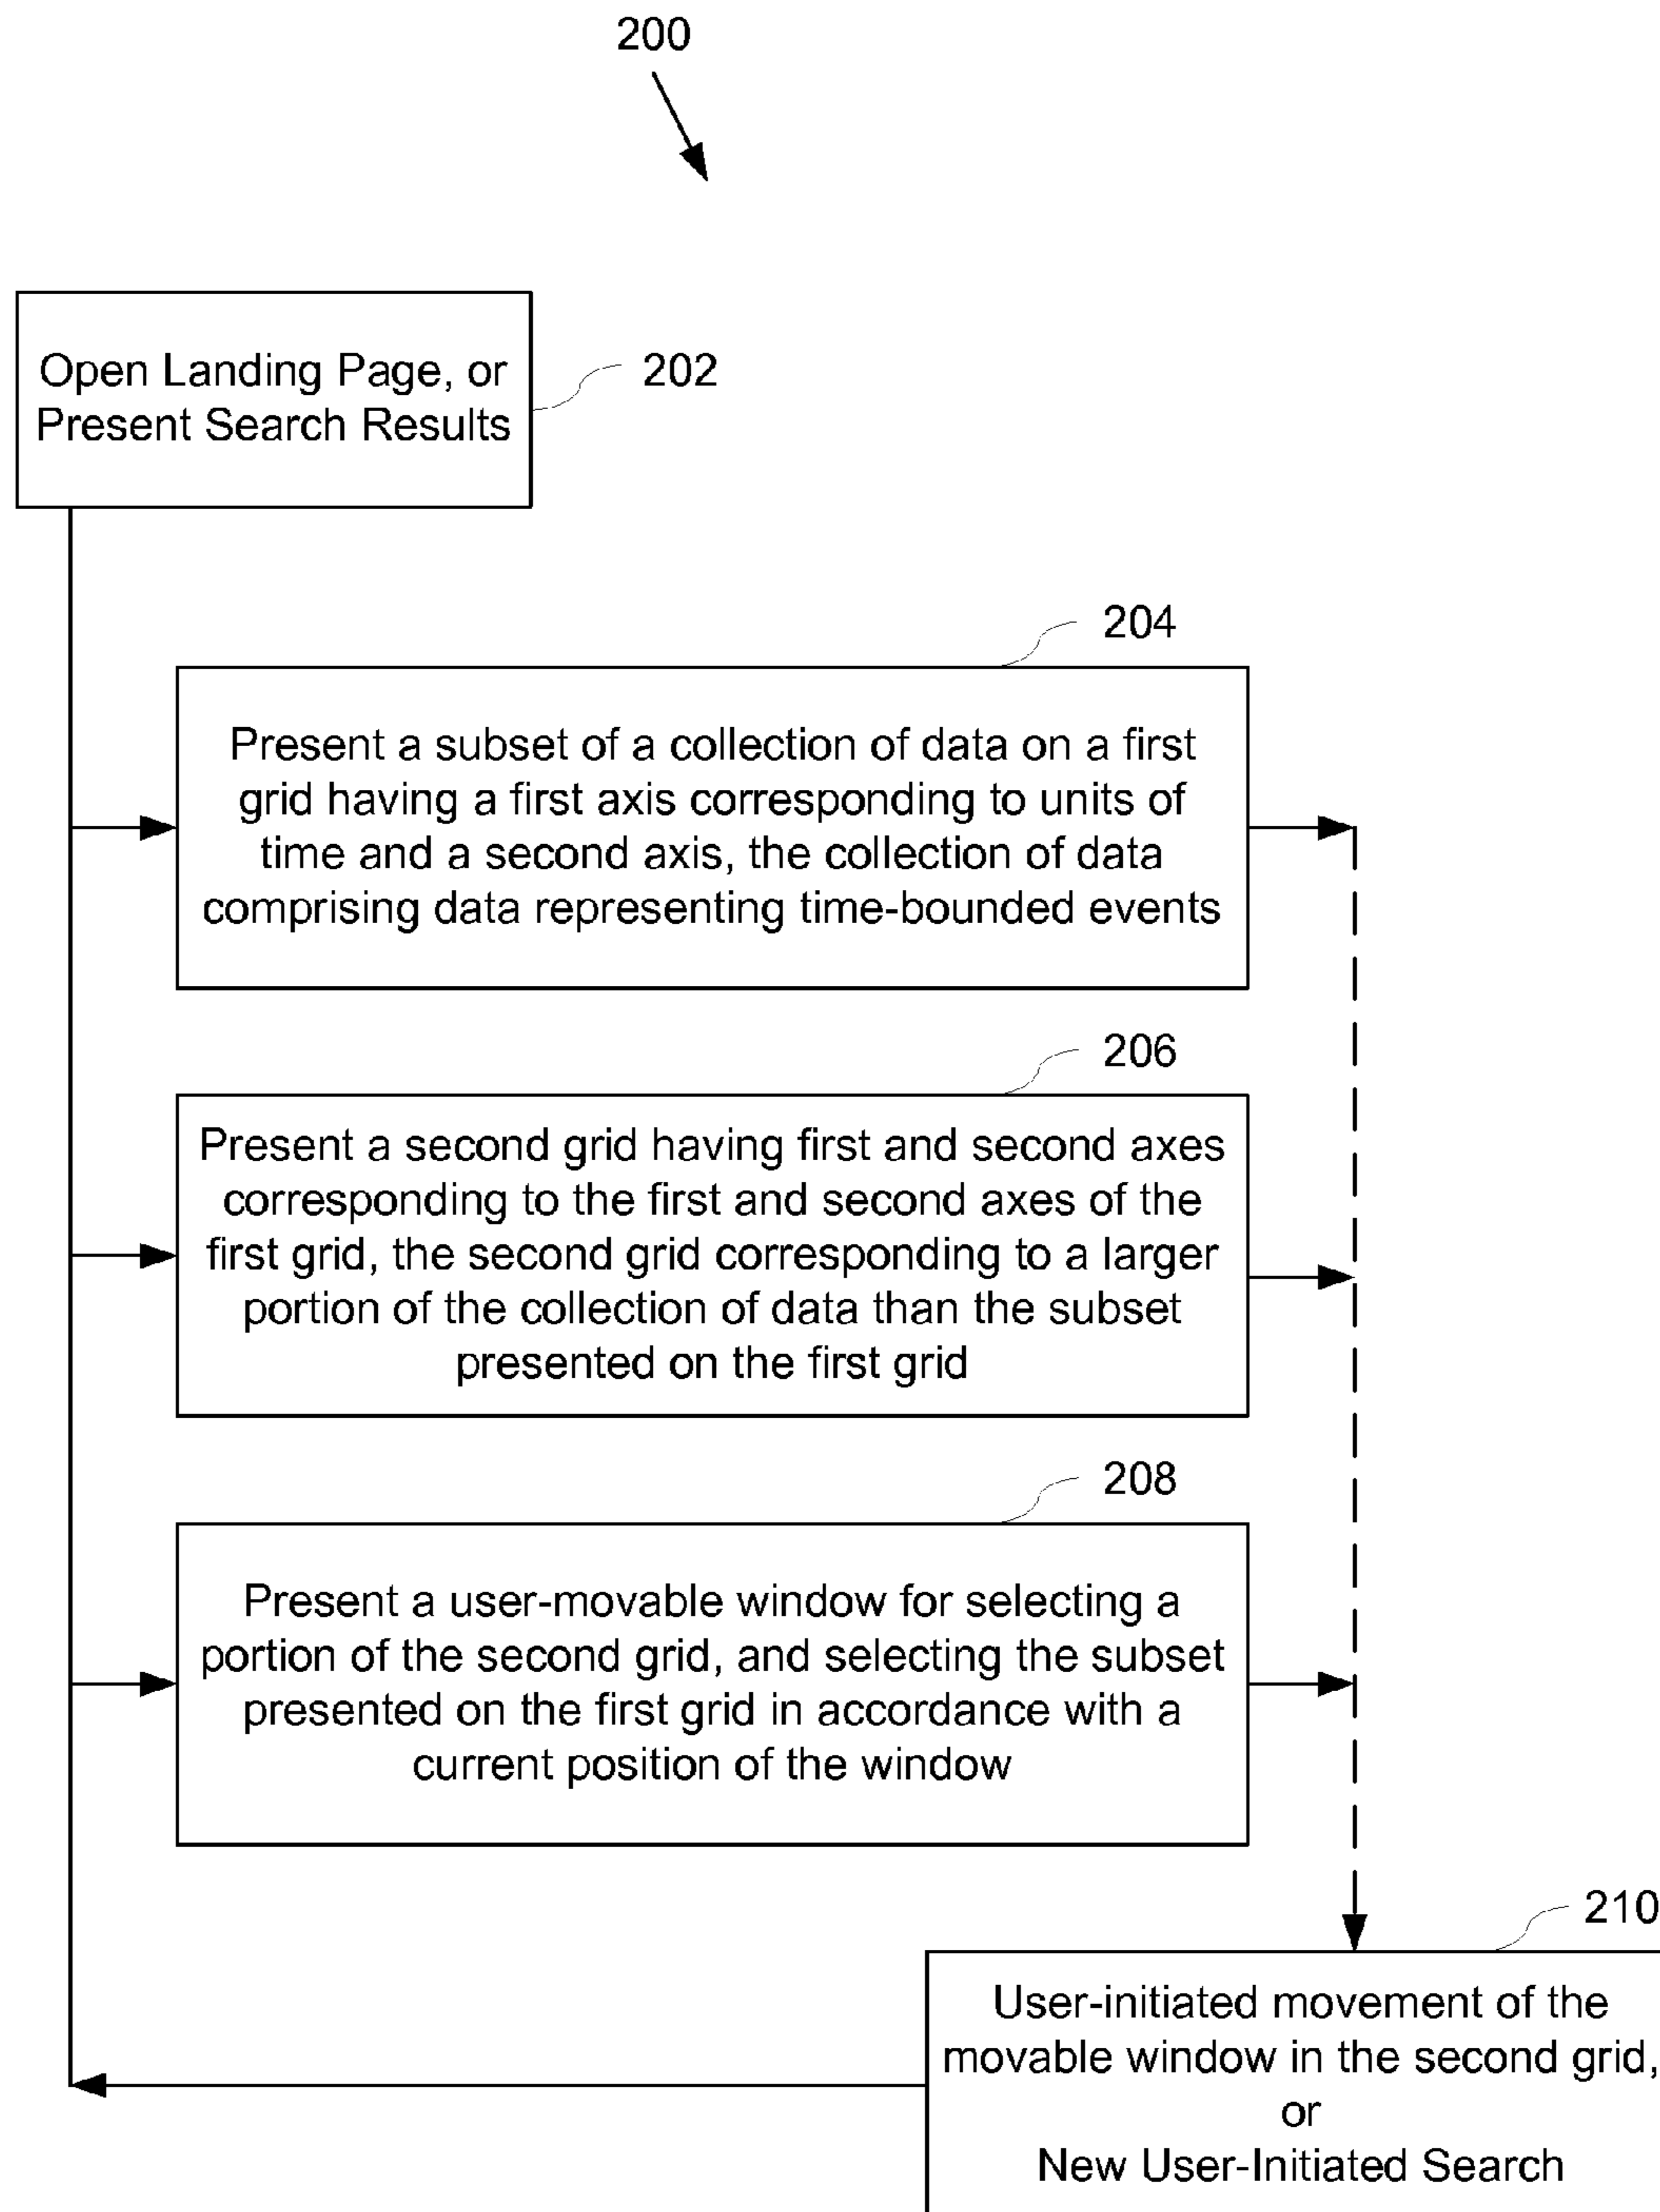 200
Open Landing Page, or
Present Search Results
202
204
Present a subset of a collection of data on a first
grid having a first axis corresponding to units of
time and a second axis, the collection of data
comprising data representing time-bounded events
206
Present a second grid having first and second axes
corresponding to the first and second axes of the
first grid, the second grid corresponding to a larger
portion of the collection of data than the subset
presented on the first grid
208
Present a user-movable window for selecting a
portion of the second grid, and selecting the subset
presented on the first grid in accordance with a
current position of the window
210
User-initiated movement of the
movable window in the second grid,
or
New User-Initiated Search